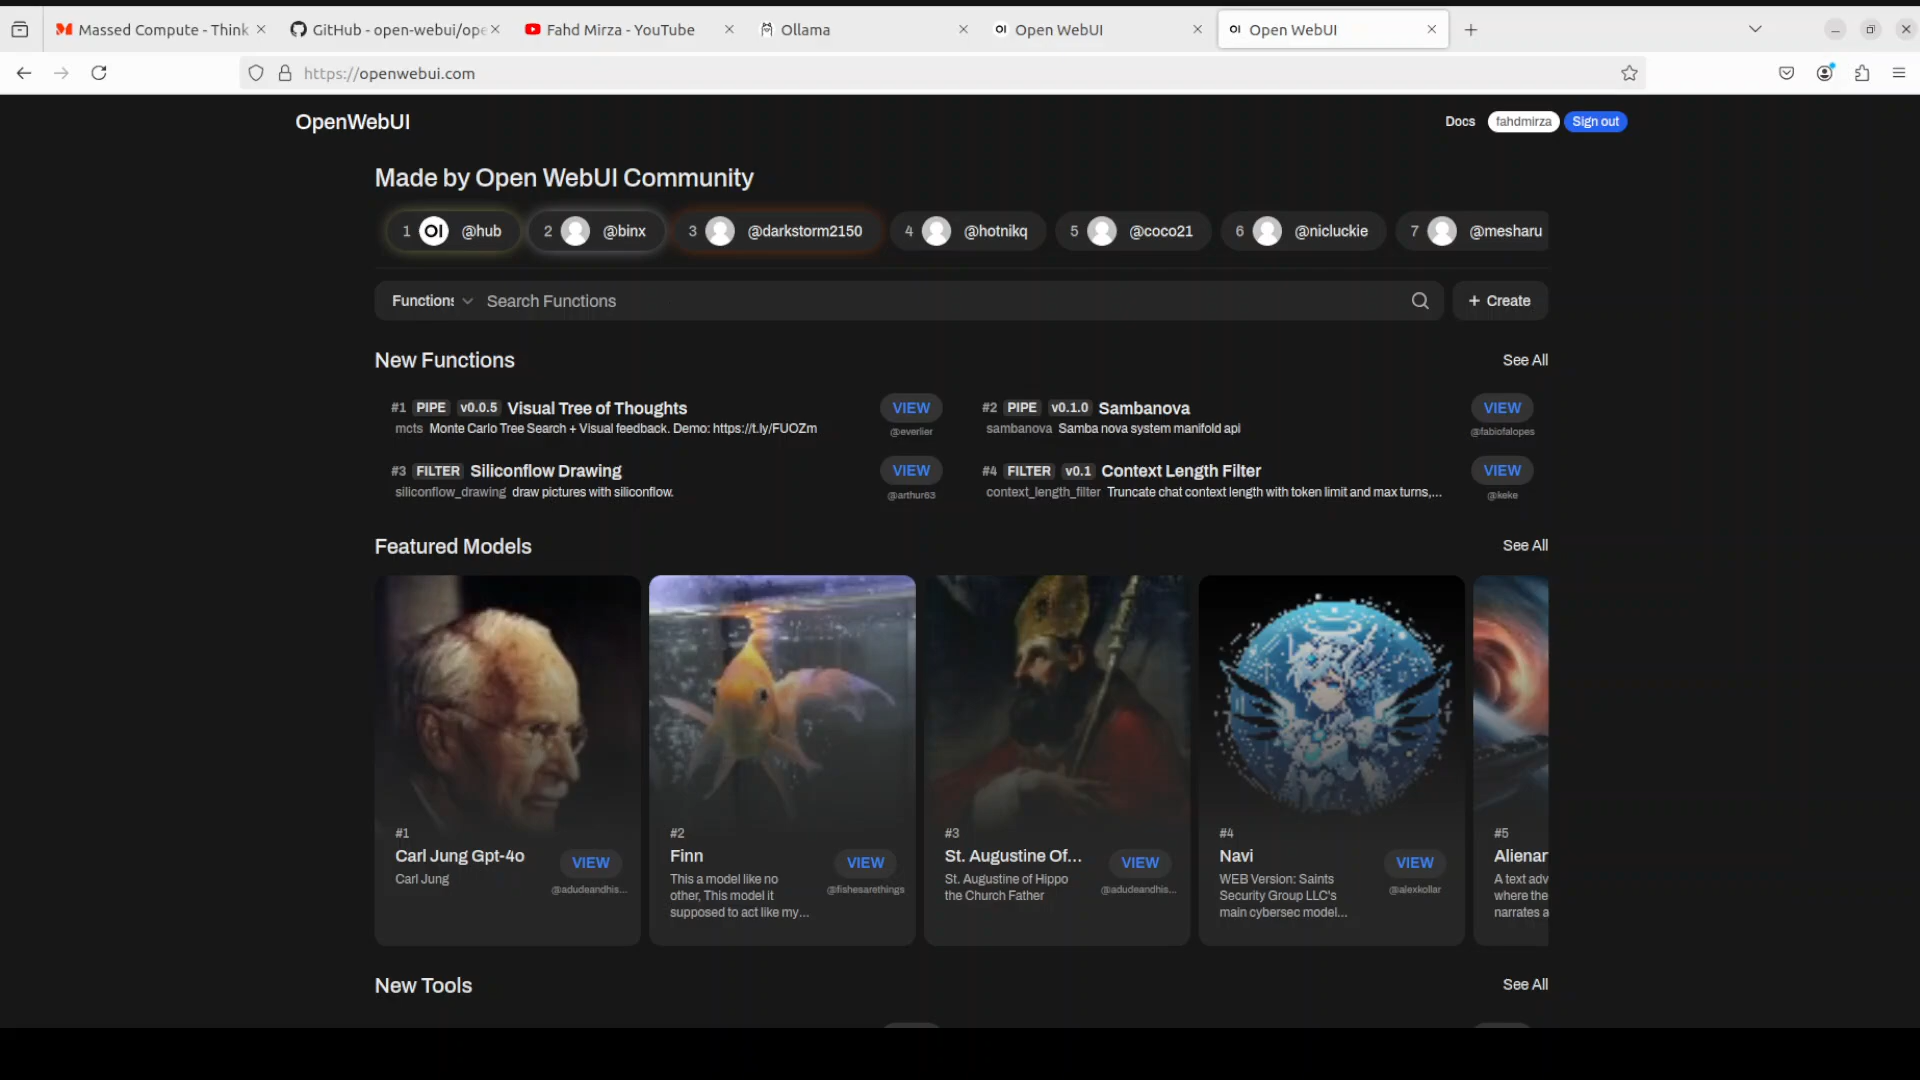 Massed Compute - Think
GitHub - open-webui/ope
Fahd Mirza - YouTube
Ollama
Open WebUI
Open WebUI
https://openwebui.com
OpenWebUI
Docs
fahdmirza
Sign out
Made by Open WebUI Community
1 OI @hub
2 @binx
3 @darkstorm2150
4 @hotnikq
5 @coco21
6 @nicluckie
7 @mesharu
Functions
Search Functions
+ Create
New Functions
See All
#1 PIPE v0.0.5 Visual Tree of Thoughts
mcts Monte Carlo Tree Search + Visual feedback. Demo: https://t.ly/FUOZm
VIEW
@everlier
#2 PIPE v0.1.0 Sambanova
sambanova Samba nova system manifold api
VIEW
@fabiofalopes
#3 FILTER Siliconflow Drawing
siliconflow_drawing draw pictures with siliconflow.
VIEW
@arthur63
#4 FILTER v0.1 Context Length Filter
context_length_filter Truncate chat context length with token limit and max turns,...
VIEW
@keke
Featured Models
See All
#1
Carl Jung Gpt-4o
Carl Jung
VIEW
@adudeandhis...
#2
Finn
This a model like no
other, This model it
supposed to act like my...
VIEW
@fishesarethings
#3
St. Augustine Of...
St. Augustine of Hippo
the Church Father
VIEW
@adudeandhis...
#4
Navi
WEB Version: Saints
Security Group LLC's
main cybersec model...
VIEW
@alexkollar
#5
Alienar
A text adv
where the
narrates a
New Tools
See All